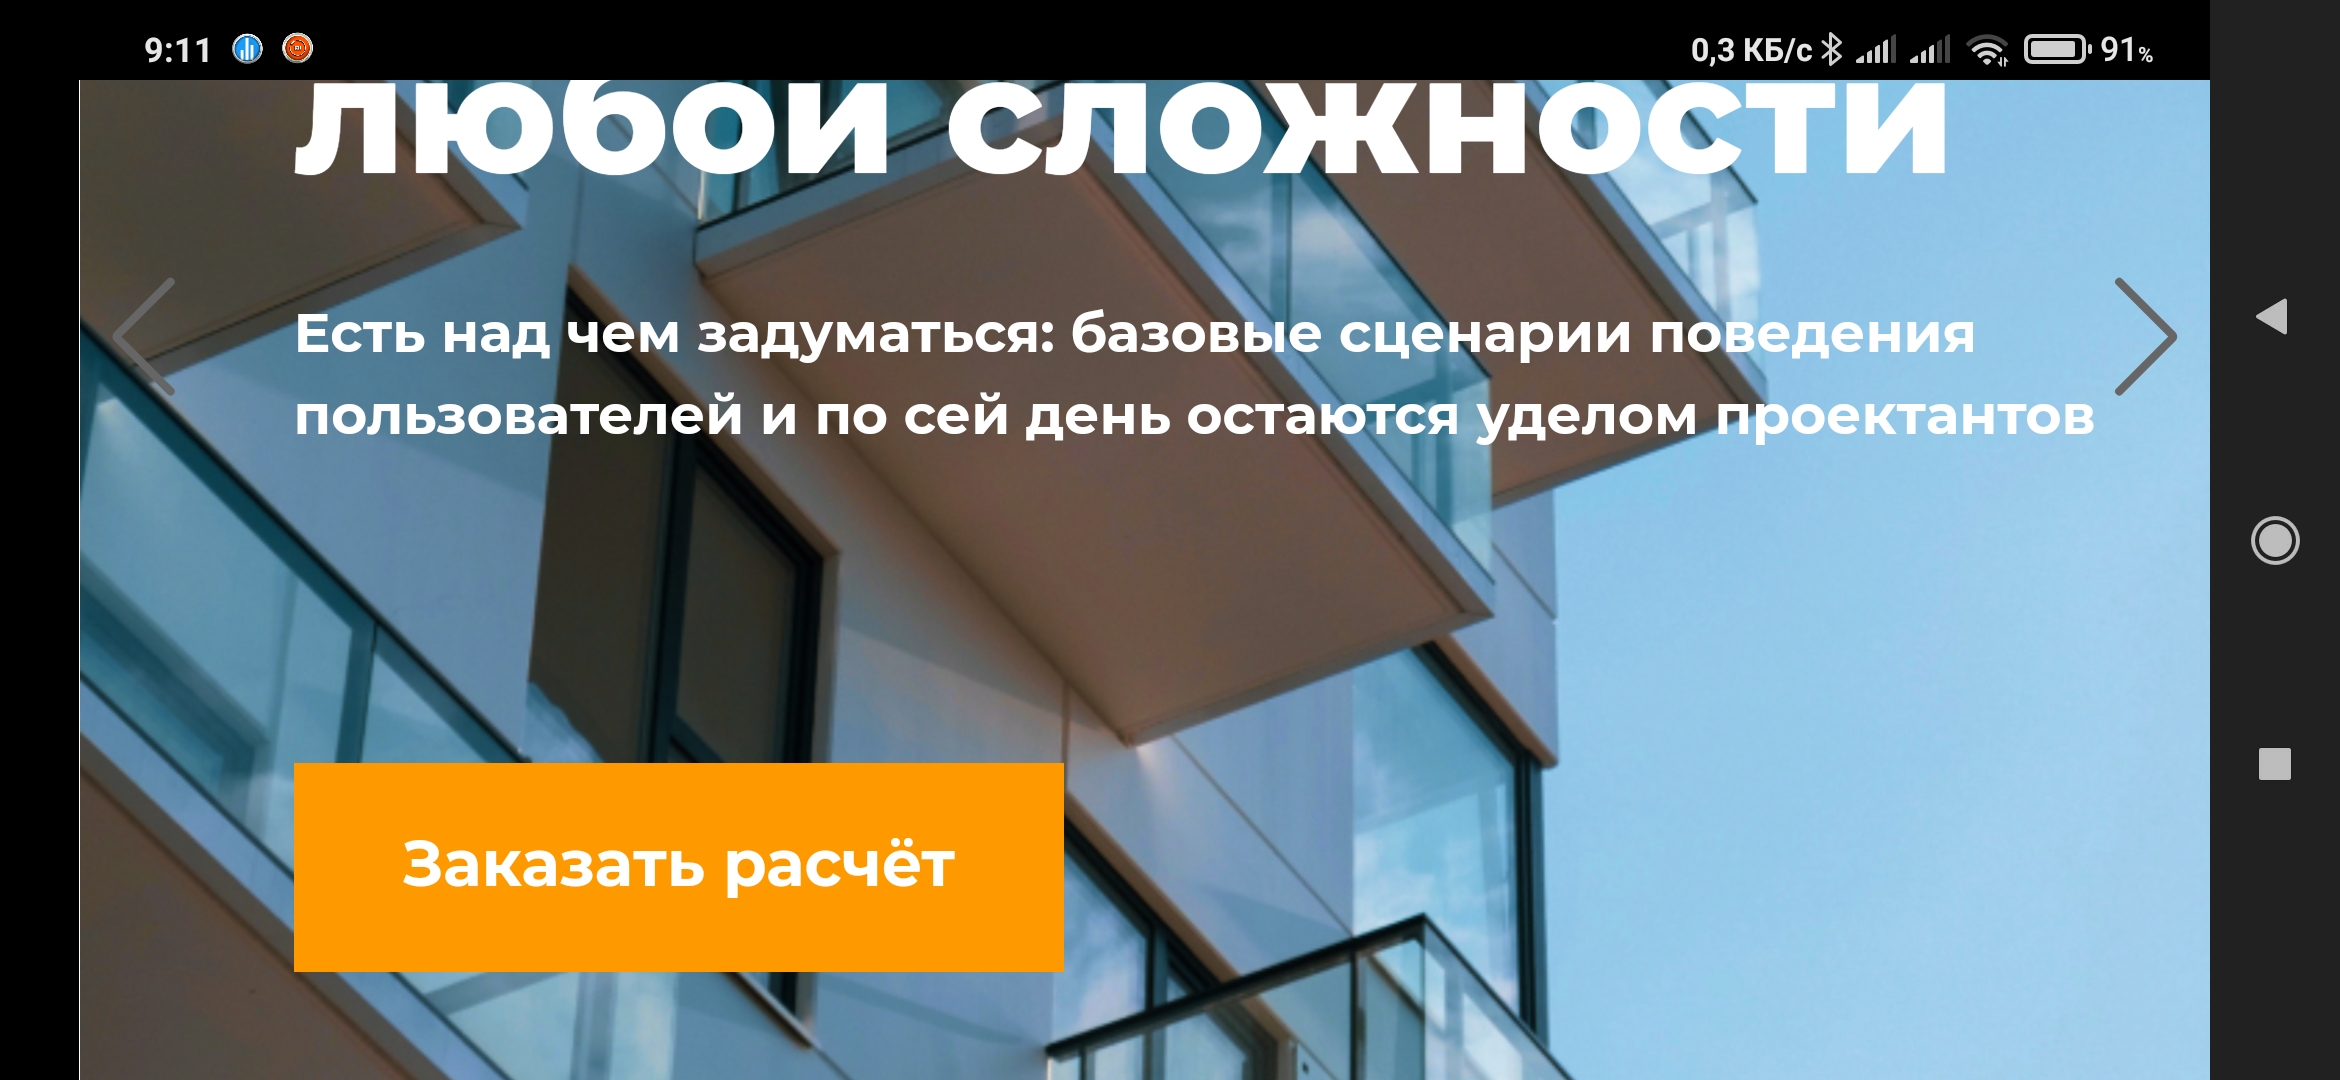 9:11 0,3 КБ/с 91%
любой сложности
Есть над чем задуматься: базовые сценарии поведения
пользователей и по сей день остаются уделом проектантов
Заказать расчёт